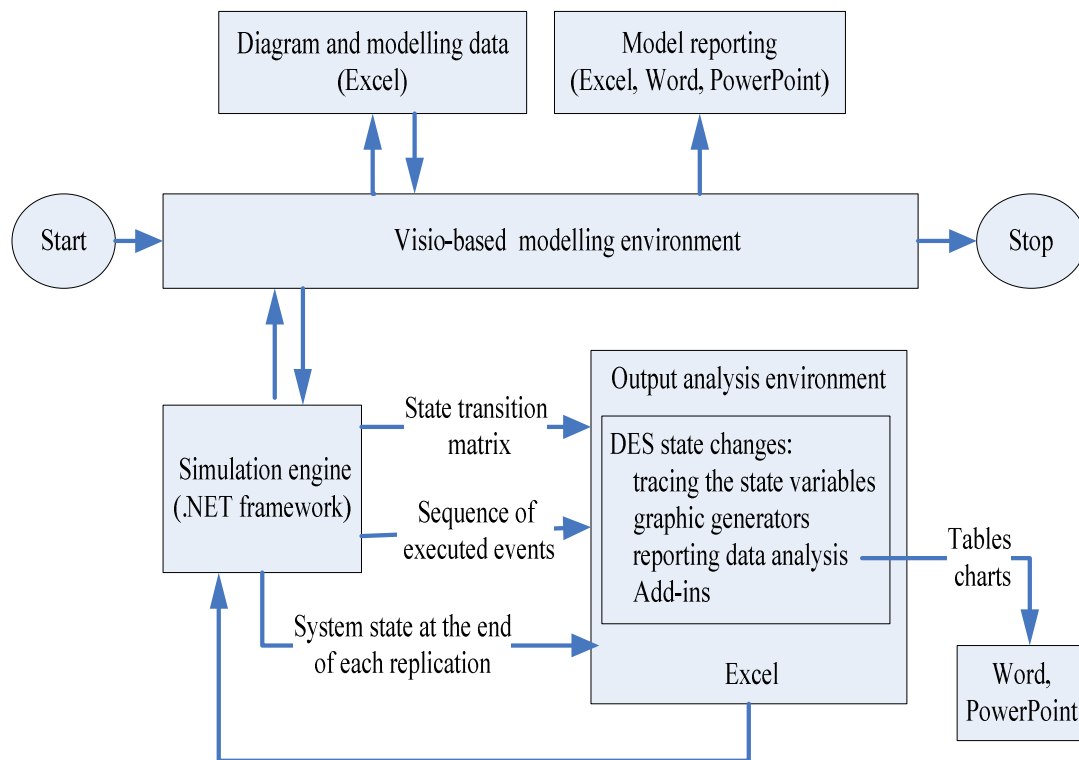 Diagram and modelling data
(Excel)
Model reporting
(Excel, Word, PowerPoint)
Start
Visio-based modelling environment
Stop
Simulation engine
(.NET framework)
State transition
matrix
Sequence of
executed events
System state at the end
of each replication
Output analysis environment
DES state changes:
tracing the state variables
graphic generators
reporting data analysis
Add-ins
Excel
Tables
charts
Word,
PowerPoint